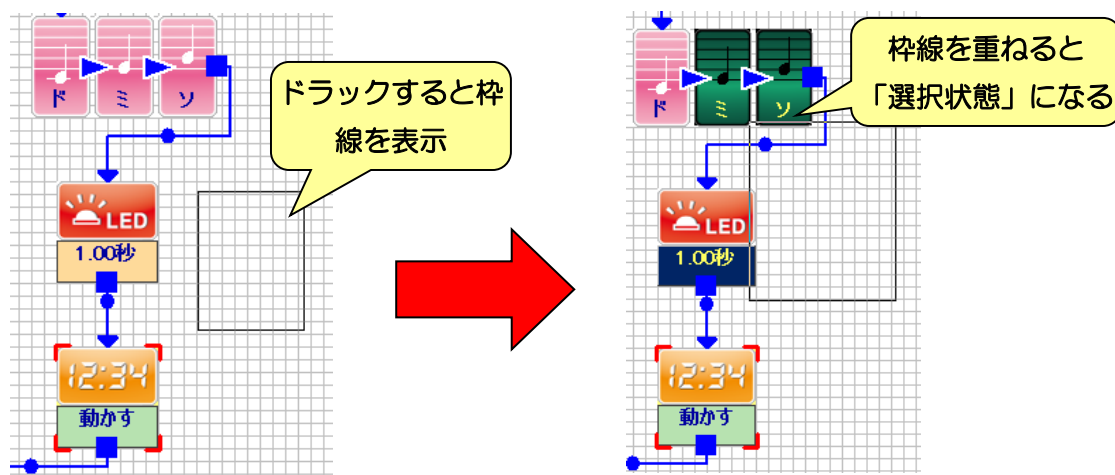 ド
ミ
ソ
ドラックすると枠
線を表示
LED
1.00秒
12:34
動かす
ド
ミ
ソ
枠線を重ねると
「選択状態」になる
LED
1.00秒
12:34
動かす